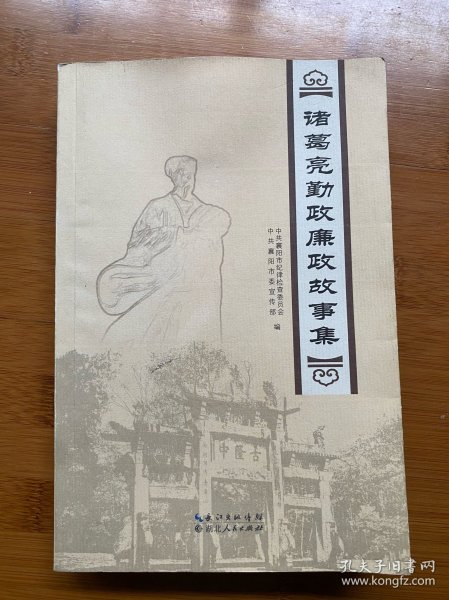 诸葛亮勤政廉政故事集
中共襄阳市纪律检查委员会
中共襄阳市委宣传部
编
古隆中
长江出版传媒
湖北人民出版社
孔夫子旧书网
www.kongfz.com